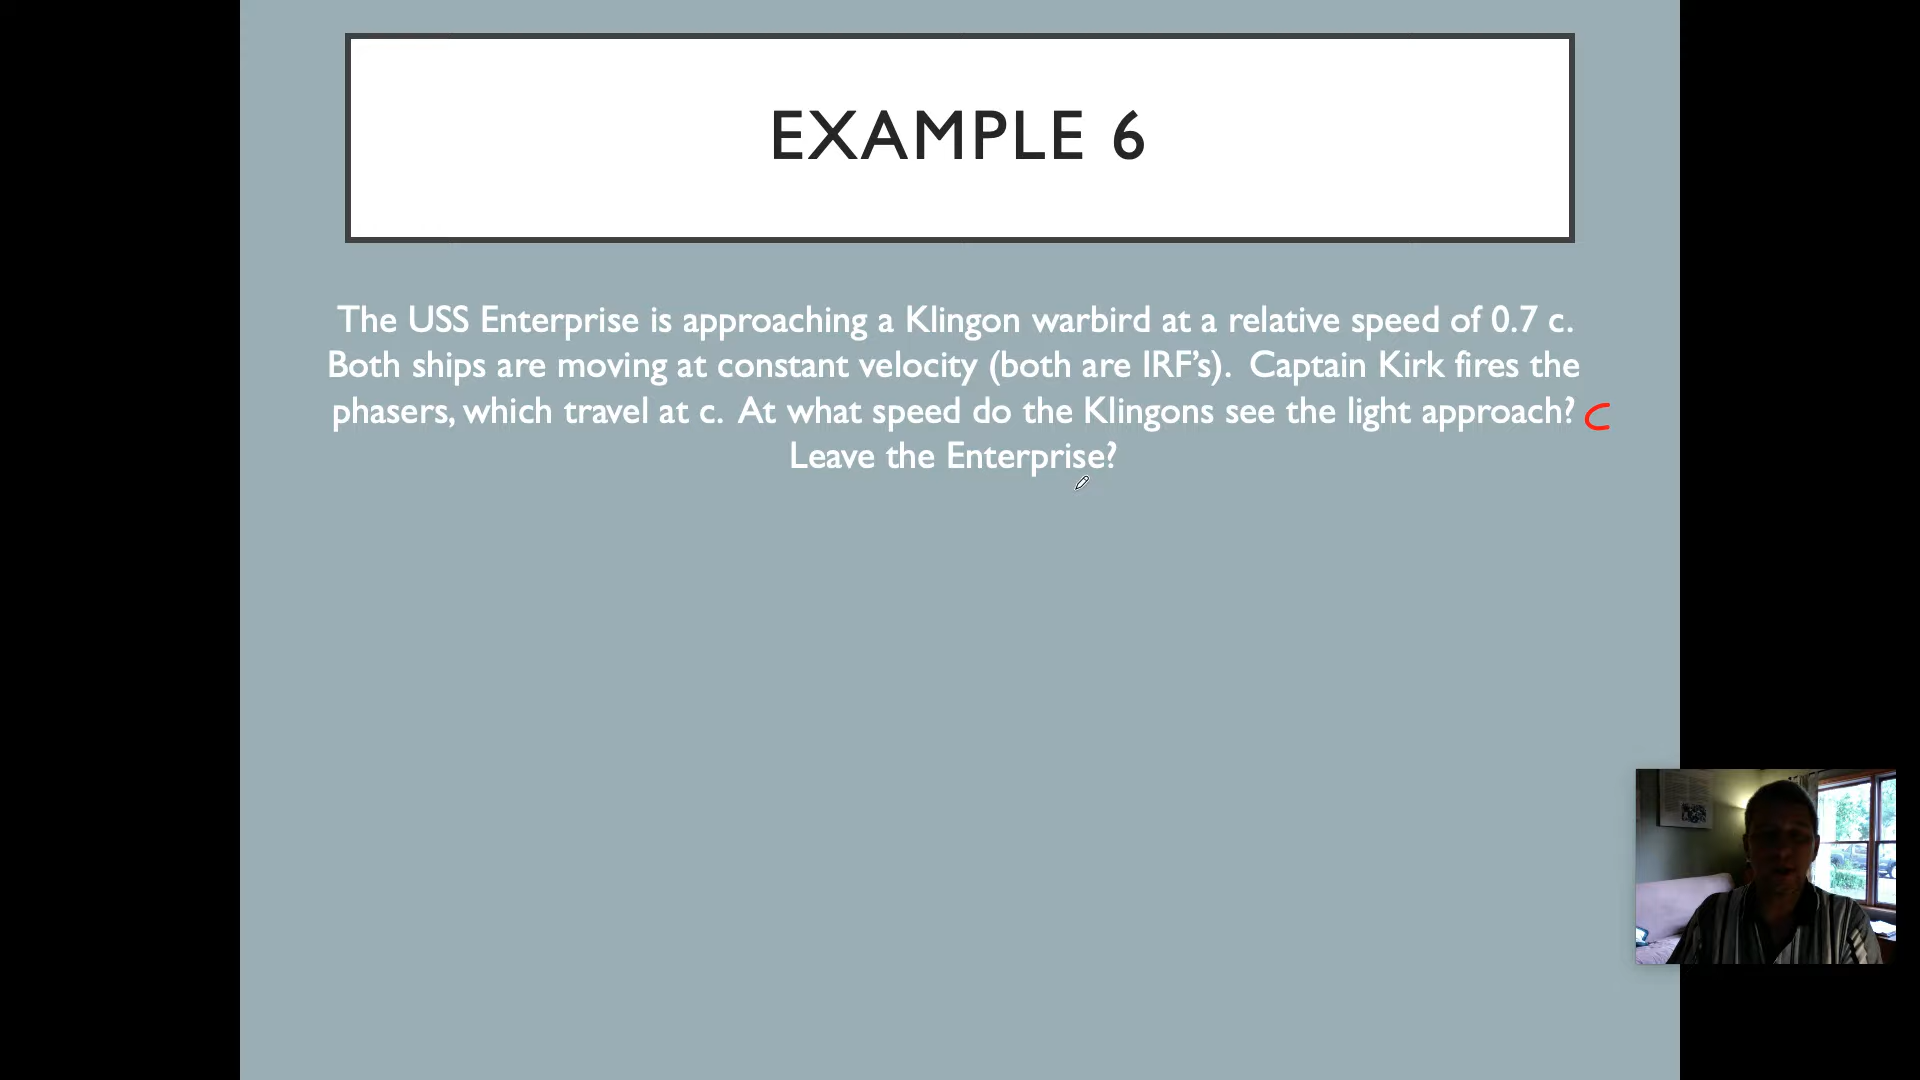 EXAMPLE 6
The USS Enterprise is approaching a Klingon warbird at a relative speed of 0.7 c.
Both ships are moving at constant velocity (both are IRF’s).  Captain Kirk fires the
phasers, which travel at c.  At what speed do the Klingons see the light approach? C
Leave the Enterprise?